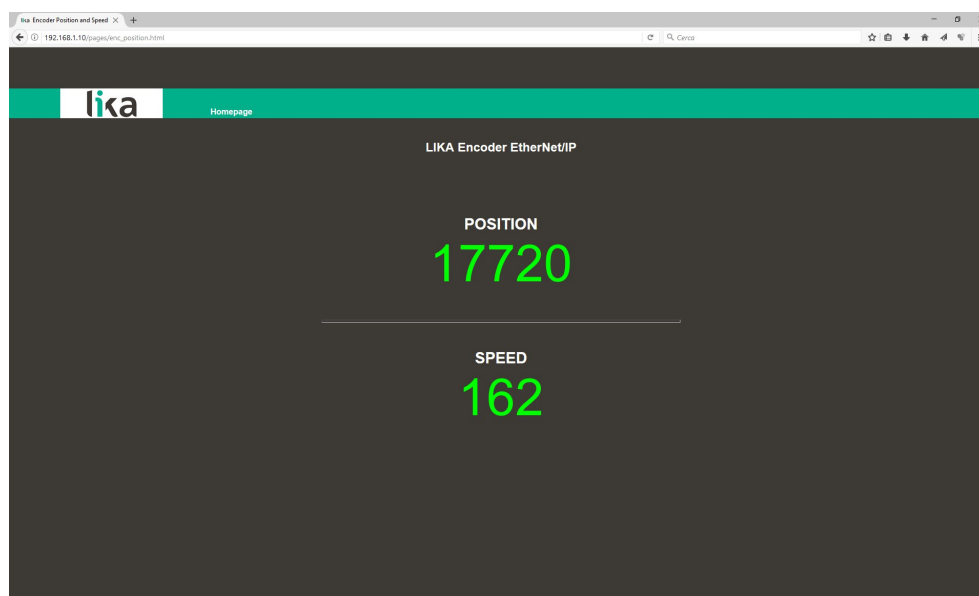 lika Encoder Position and Speed
192.168.1.10/pages/enc_position.html
Cerca
lika
Homepage
LIKA Encoder EtherNet/IP
POSITION
17720
SPEED
162